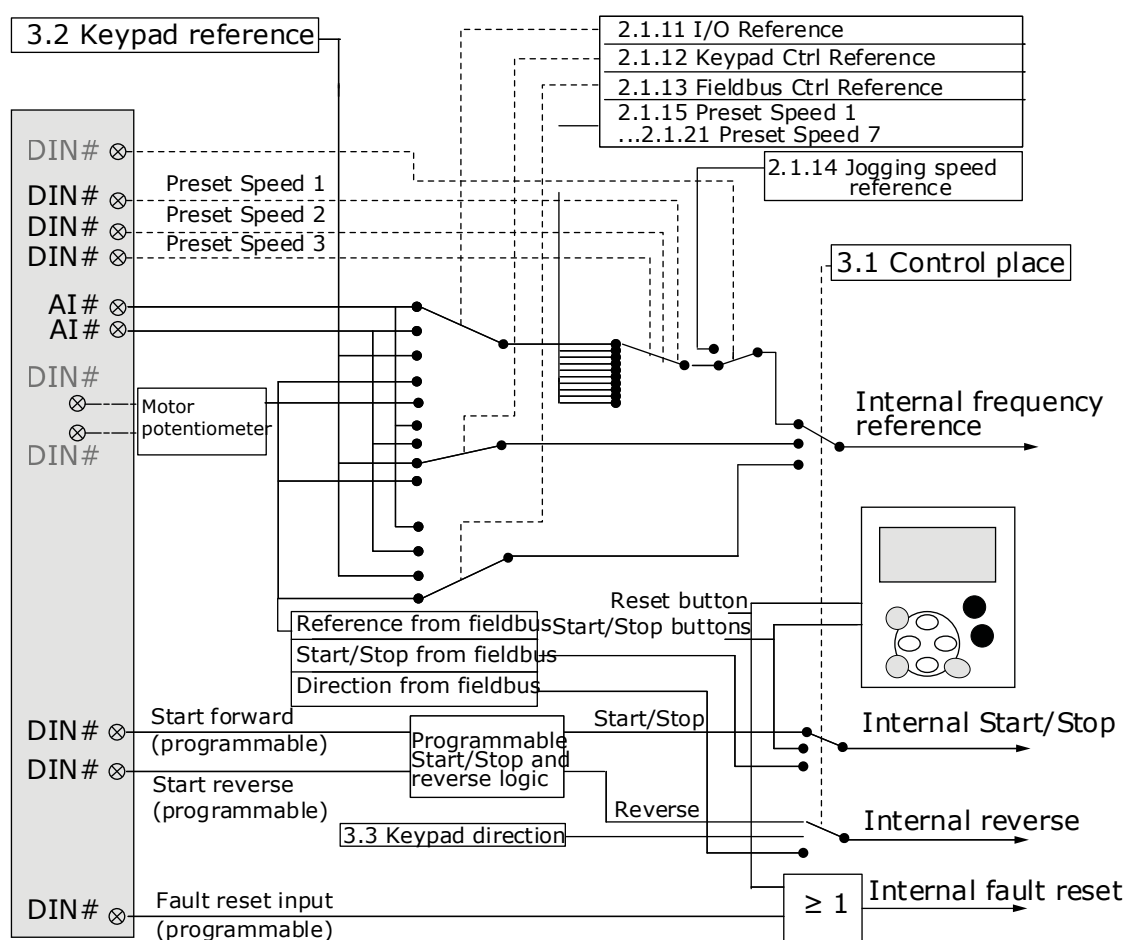 3.2 Keypad reference
2.1.11 I/O Reference
2.1.12 Keypad Ctrl Reference
2.1.13 Fieldbus Ctrl Reference
2.1.15 Preset Speed 1
...2.1.21 Preset Speed 7
2.1.14 Jogging speed
reference
3.1 Control place
DIN#
DIN#
Preset Speed 1
DIN#
Preset Speed 2
DIN#
Preset Speed 3
AI#
AI#
DIN#
Motor
potentiometer
DIN#
Internal frequency
reference
Reset button
Start/Stop buttons
Reference from fieldbus
Start/Stop from fieldbus
Direction from fieldbus
DIN#
Start forward
(programmable)
DIN#
Start reverse
(programmable)
Programmable
Start/Stop and
reverse logic
Start/Stop
Internal Start/Stop
Reverse
3.3 Keypad direction
Internal reverse
DIN#
Fault reset input
(programmable)
≥ 1
Internal fault reset